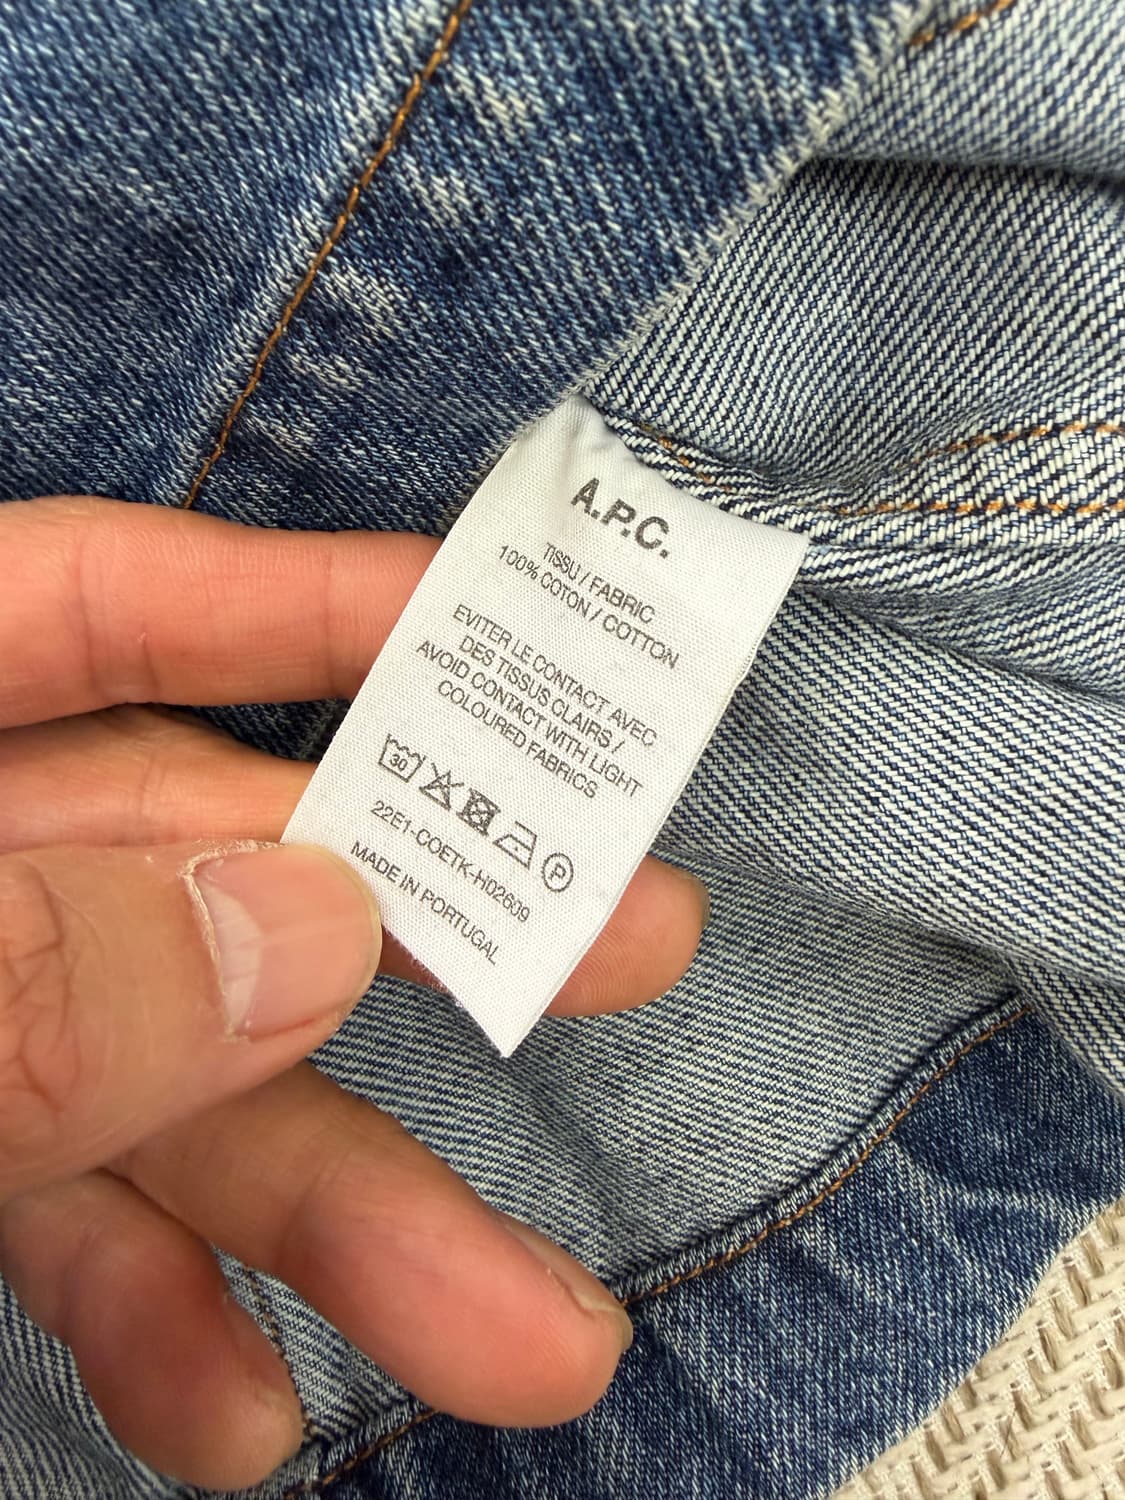 A.P.C.
TISSU / FABRIC
100% COTON / COTTON
EVITER LE CONTACT AVEC
DES TISSUS CLAIRS /
AVOID CONTACT WITH LIGHT
COLOURED FABRICS
30
P
22E1-COETK-H02609
MADE IN PORTUGAL